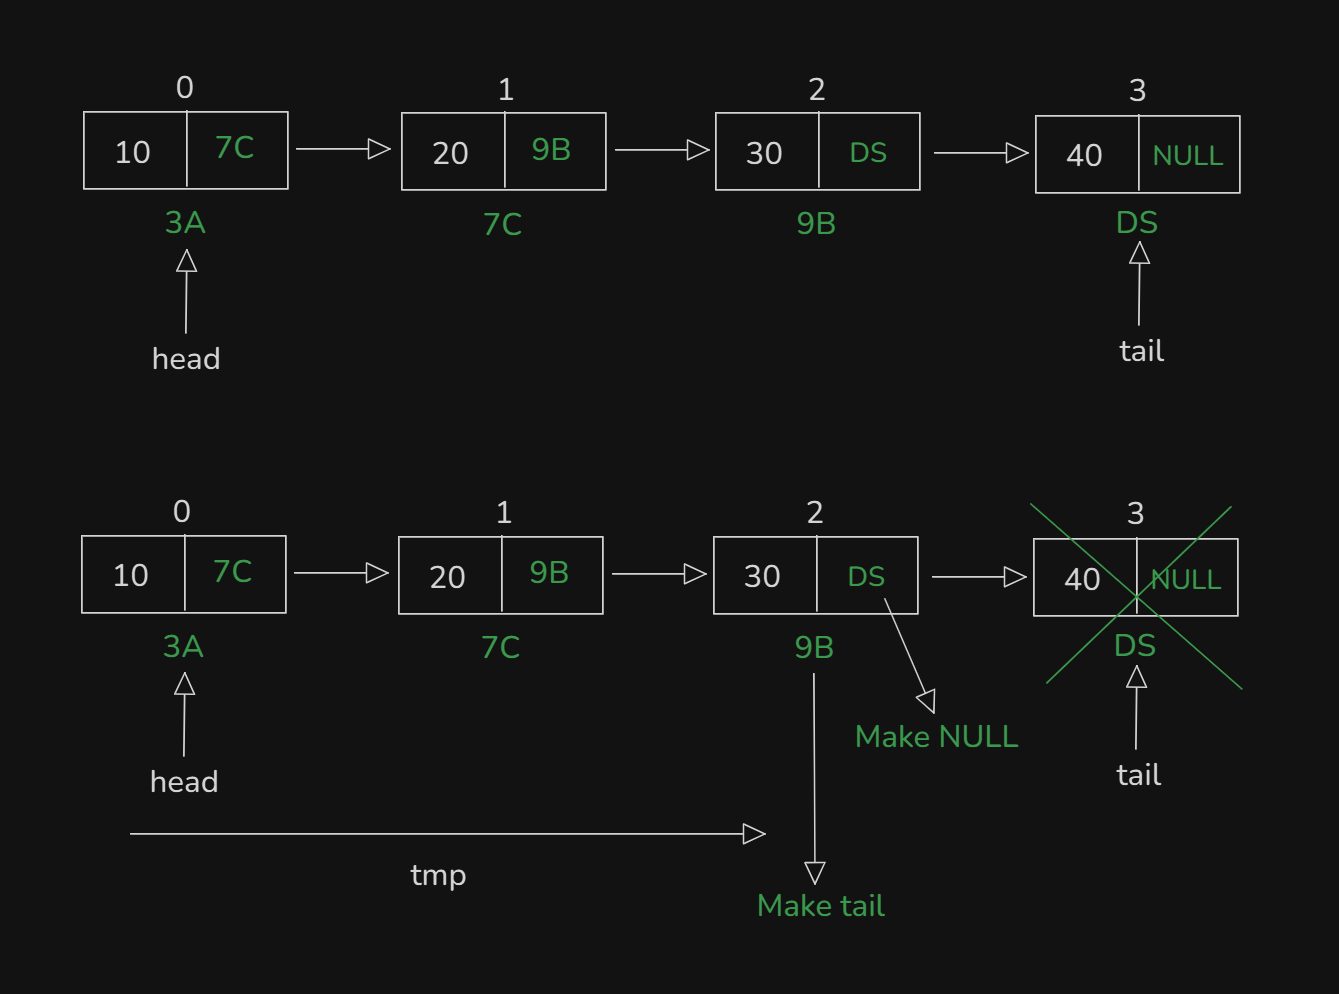 0 1 2 3
10 7C 20 9B 30 DS 40 NULL
3A 7C 9B DS
head tail
0 1 2 3
10 7C 20 9B 30 DS 40 NULL
3A 7C 9B DS
Make NULL
head tail
tmp
Make tail